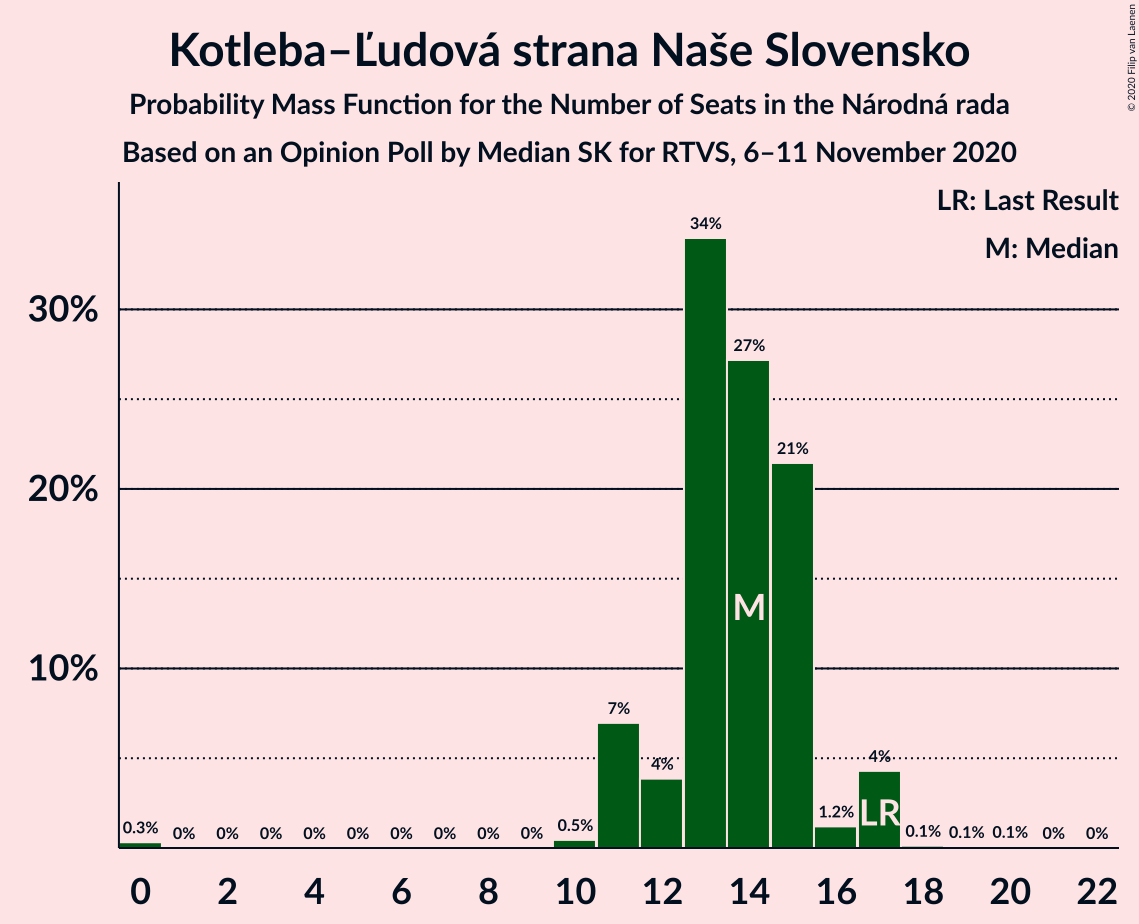 Kotleba–Ľudová strana Naše Slovensko
Probability Mass Function for the Number of Seats in the Národná rada
Based on an Opinion Poll by Median SK for RTVS, 6–11 November 2020
© 2020 Filip van Laenen
LR: Last Result
M: Median
30%
20%
10%
0.3% 0% 0% 0% 0% 0% 0% 0% 0% 0% 0.5% 7% 4% 34% 27% 21% 1.2% 4% 0.1% 0.1% 0.1% 0% 0%
M
LR
0 2 4 6 8 10 12 14 16 18 20 22